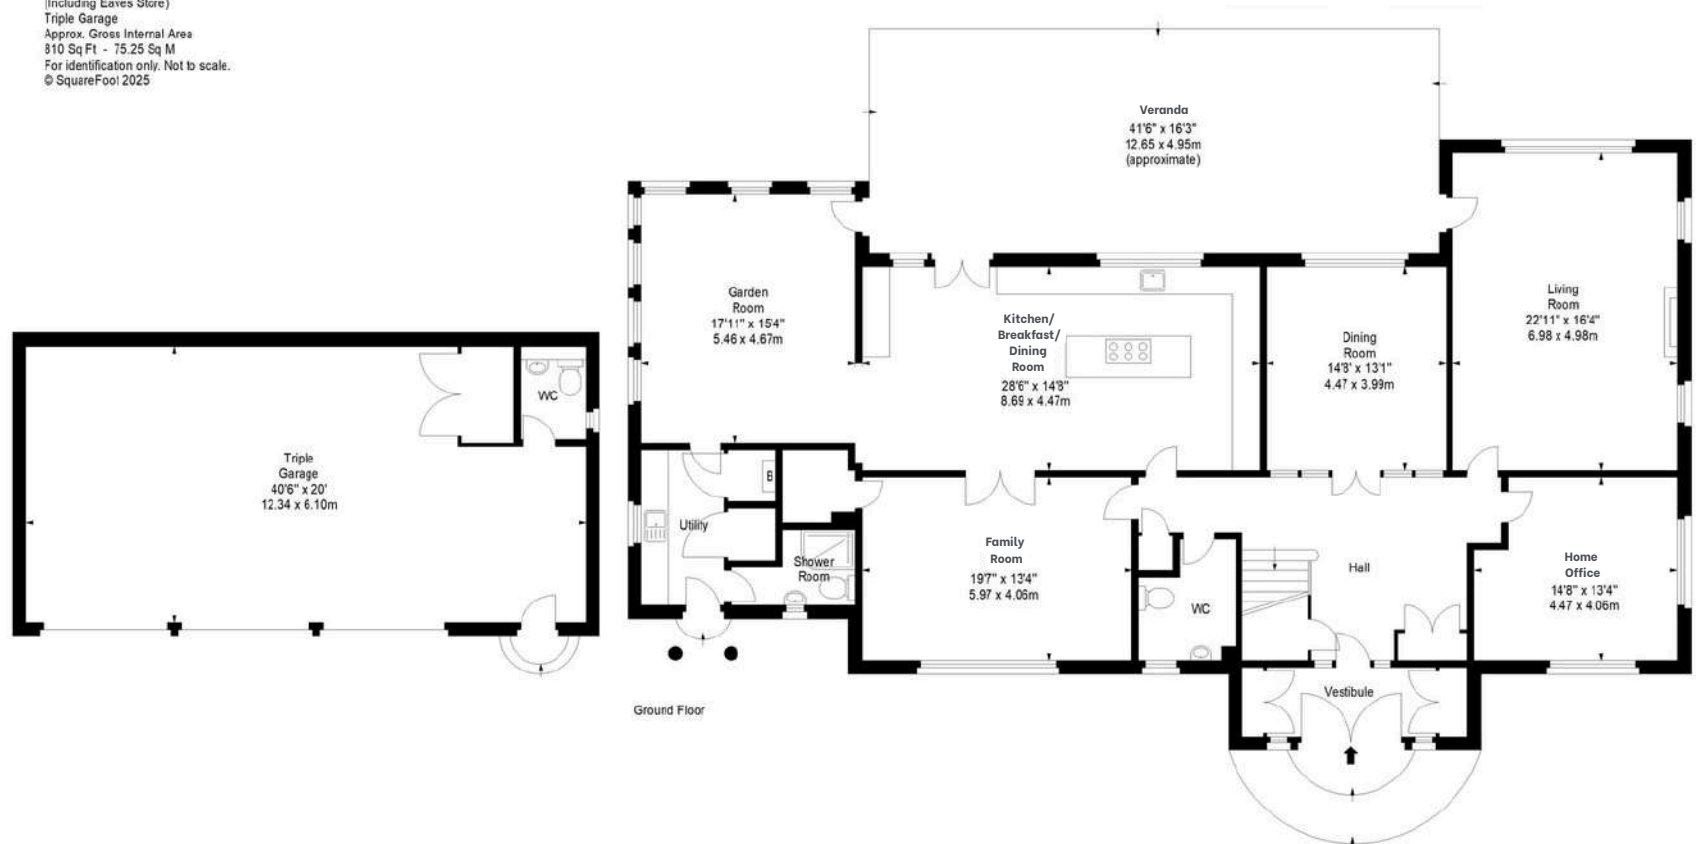 (Including Eaves Store)
Triple Garage
Approx. Gross Internal Area
810 Sq Ft - 75.25 Sq M
For identification only. Not to scale.
© SquareFoot 2025
Veranda
41'6" x 16'3"
12.65 x 4.95m
(approximate)
Garden
Room
17'11" x 15'4"
5.46 x 4.67m
Kitchen/
Breakfast/
Dining
Room
28'6" x 14'8"
8.69 x 4.47m
Dining
Room
14'8' x 13'1"
4.47 x 3.99m
Living
Room
22'11" x 16'4"
6.98 x 4.98m
WC
Triple
Garage
40'6" x 20'
12.34 x 6.10m
B
Utility
Shower
Room
Family
Room
19'7" x 13'4"
5.97 x 4.06m
WC
Hall
Home
Office
14'8" x 13'4"
4.47 x 4.06m
Vestibule
Ground Floor